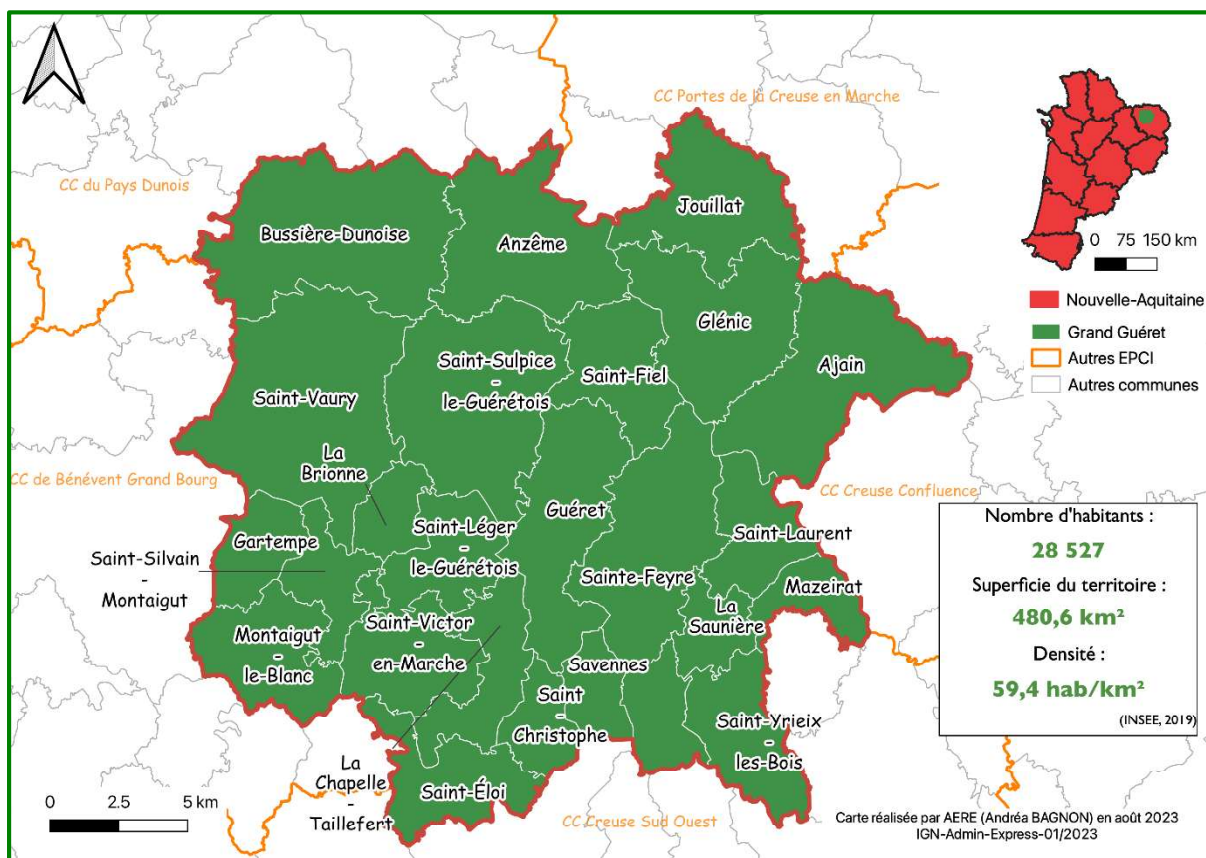 CC Portes de la Creuse en Marche
CC du Pays Dunois
Jouillat
Bussière-Dunoise
Anzême
0 75 150 km
Nouvelle-Aquitaine
Grand Guéret
Autres EPCI
Autres communes
Glénic
Ajain
Saint-Sulpice
-
le-Guérétois
Saint-Fiel
Saint-Vaury
La
Brionne
CC de Bénévent Grand Bourg
CC Creuse Confluence
Guéret
Saint-Léger
-
le-Guérétois
Gartempe
Saint-Laurent
Saint-Silvain
-
Montaigut
Sainte-Feyre
Mazeirat
La
Saunière
Saint-Victor
-
en-Marche
Montaigut
-
le-Blanc
Savennes
Saint
-
Christophe
Saint-Yrieix
-
les-Bois
La
Chapelle
-
Taillefert
Saint-Éloi
CC Creuse Sud Ouest
0 2.5 5 km
Nombre d'habitants :
28 527
Superficie du territoire :
480,6 km²
Densité :
59,4 hab/km²
(INSEE, 2019)
Carte réalisée par AERE (Andréa BAGNON) en août 2023
IGN-Admin-Express-01/2023